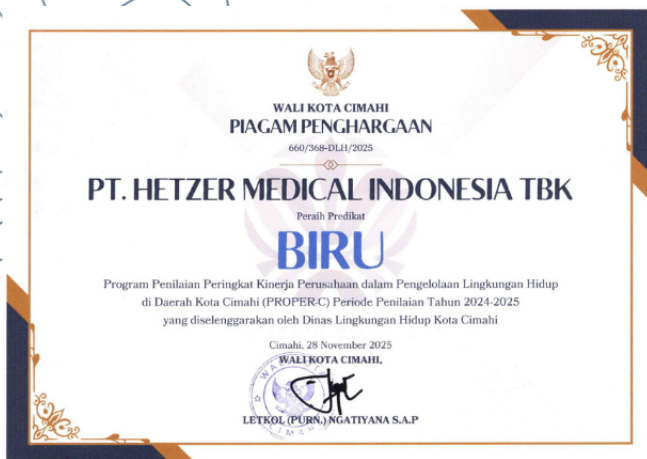 WALI KOTA CIMAHI
PIAGAM PENGHARGAAN
660/368-DLH/2025
PT. HETZER MEDICAL INDONESIA TBK
Peraih Predikat
BIRU
Program Penilaian Peringkat Kinerja Perusahaan dalam Pengelolaan Lingkungan Hidup
di Daerah Kota Cimahi (PROPER-C) Periode Penilaian Tahun 2024-2025
yang diselenggarakan oleh Dinas Lingkungan Hidup Kota Cimahi
Cimahi, 28 November 2025
WALI KOTA CIMAHI,
LETKOL (PURN.) NGATIYANA S.A.P